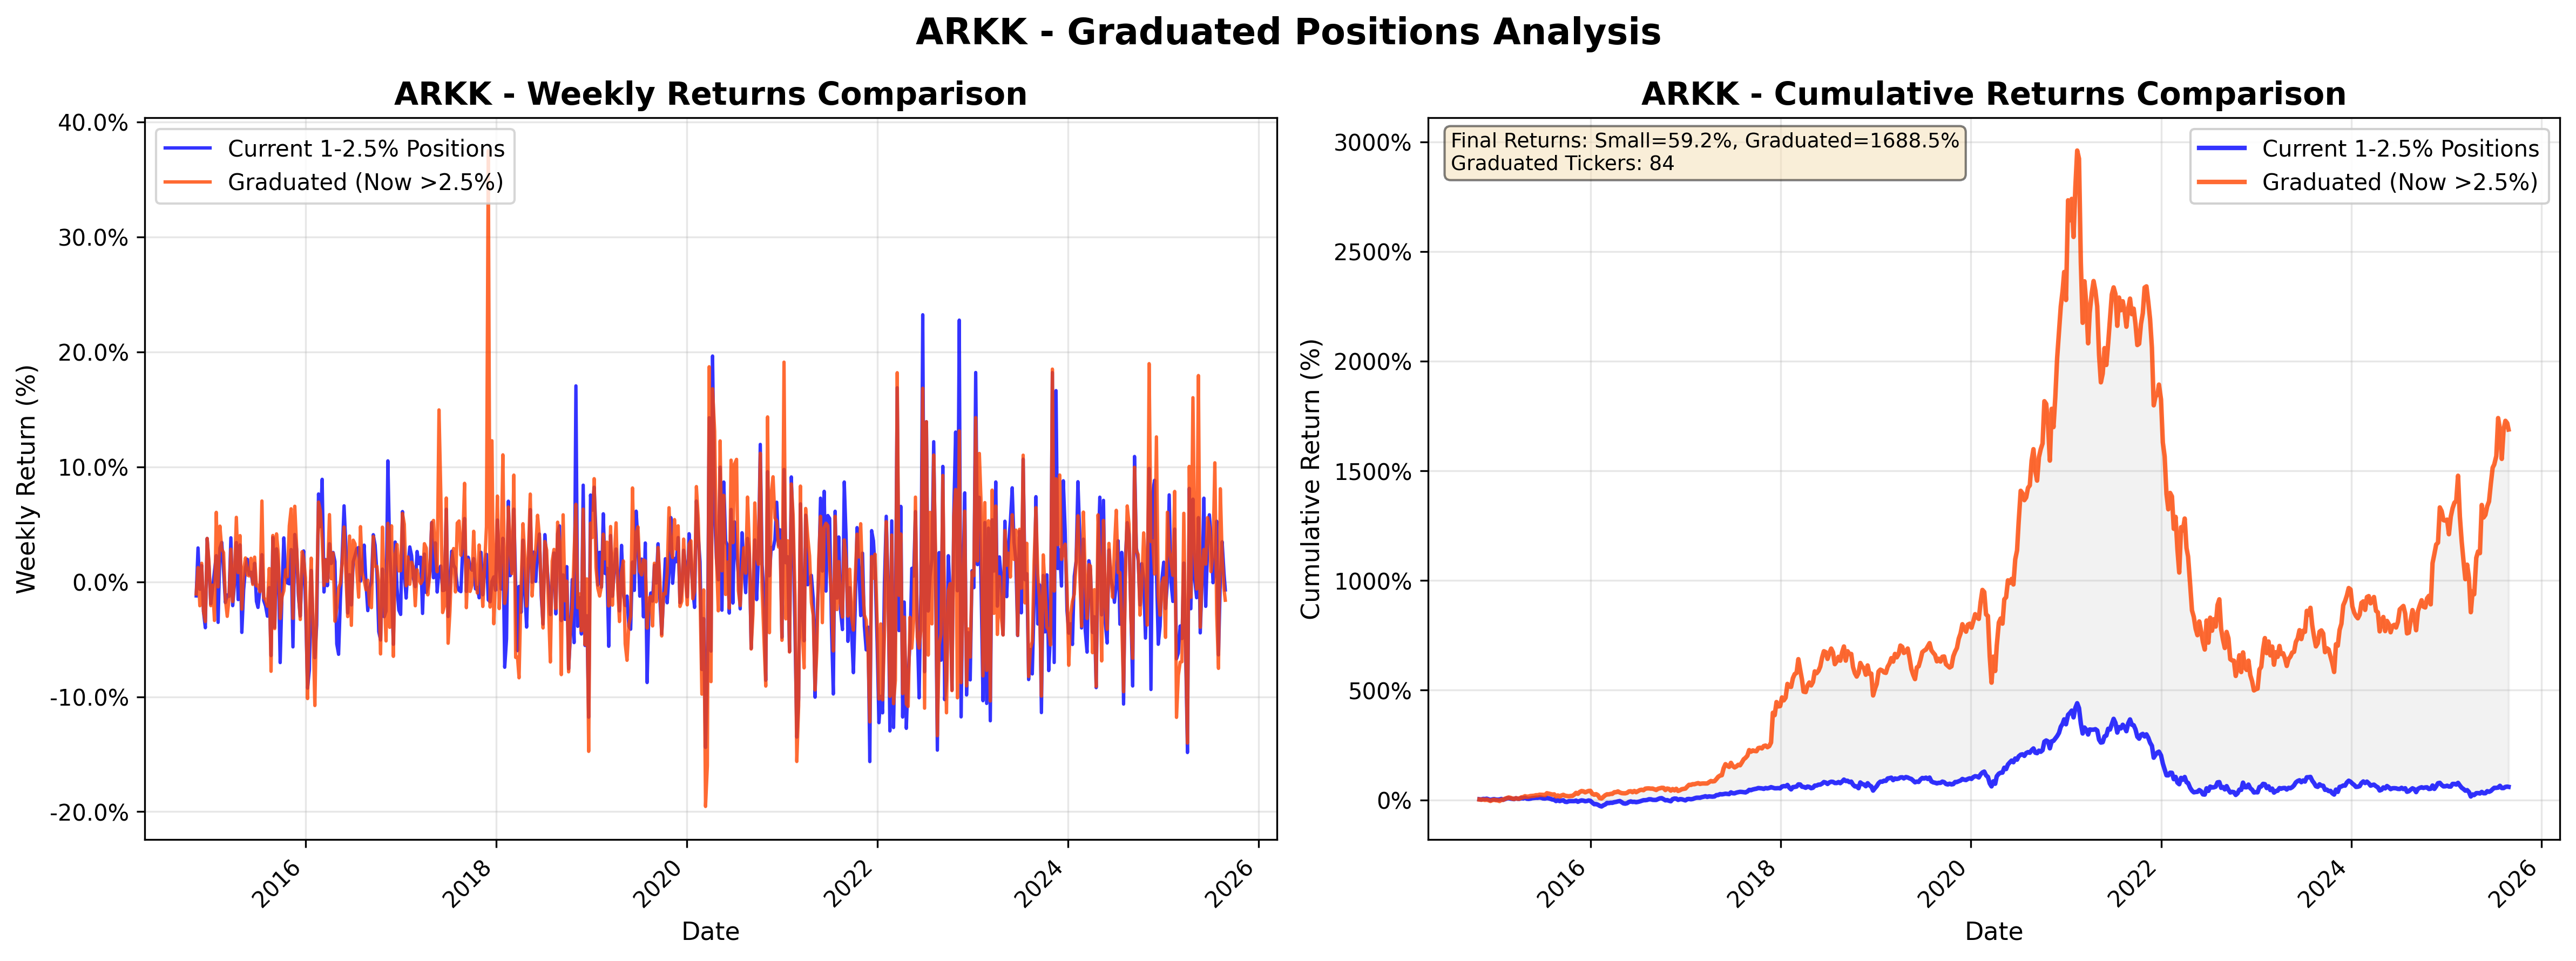 ARKK - Graduated Positions Analysis
ARKK - Weekly Returns Comparison
40.0%
30.0%
20.0%
10.0%
0.0%
-10.0%
-20.0%
Weekly Return (%)
Current 1-2.5% Positions
Graduated (Now >2.5%)
2016
2018
2020
2022
2024
2026
Date
ARKK - Cumulative Returns Comparison
3000%
2500%
2000%
1500%
1000%
500%
0%
Cumulative Return (%)
Final Returns: Small=59.2%, Graduated=1688.5%
Graduated Tickers: 84
Current 1-2.5% Positions
Graduated (Now >2.5%)
2016
2018
2020
2022
2024
2026
Date